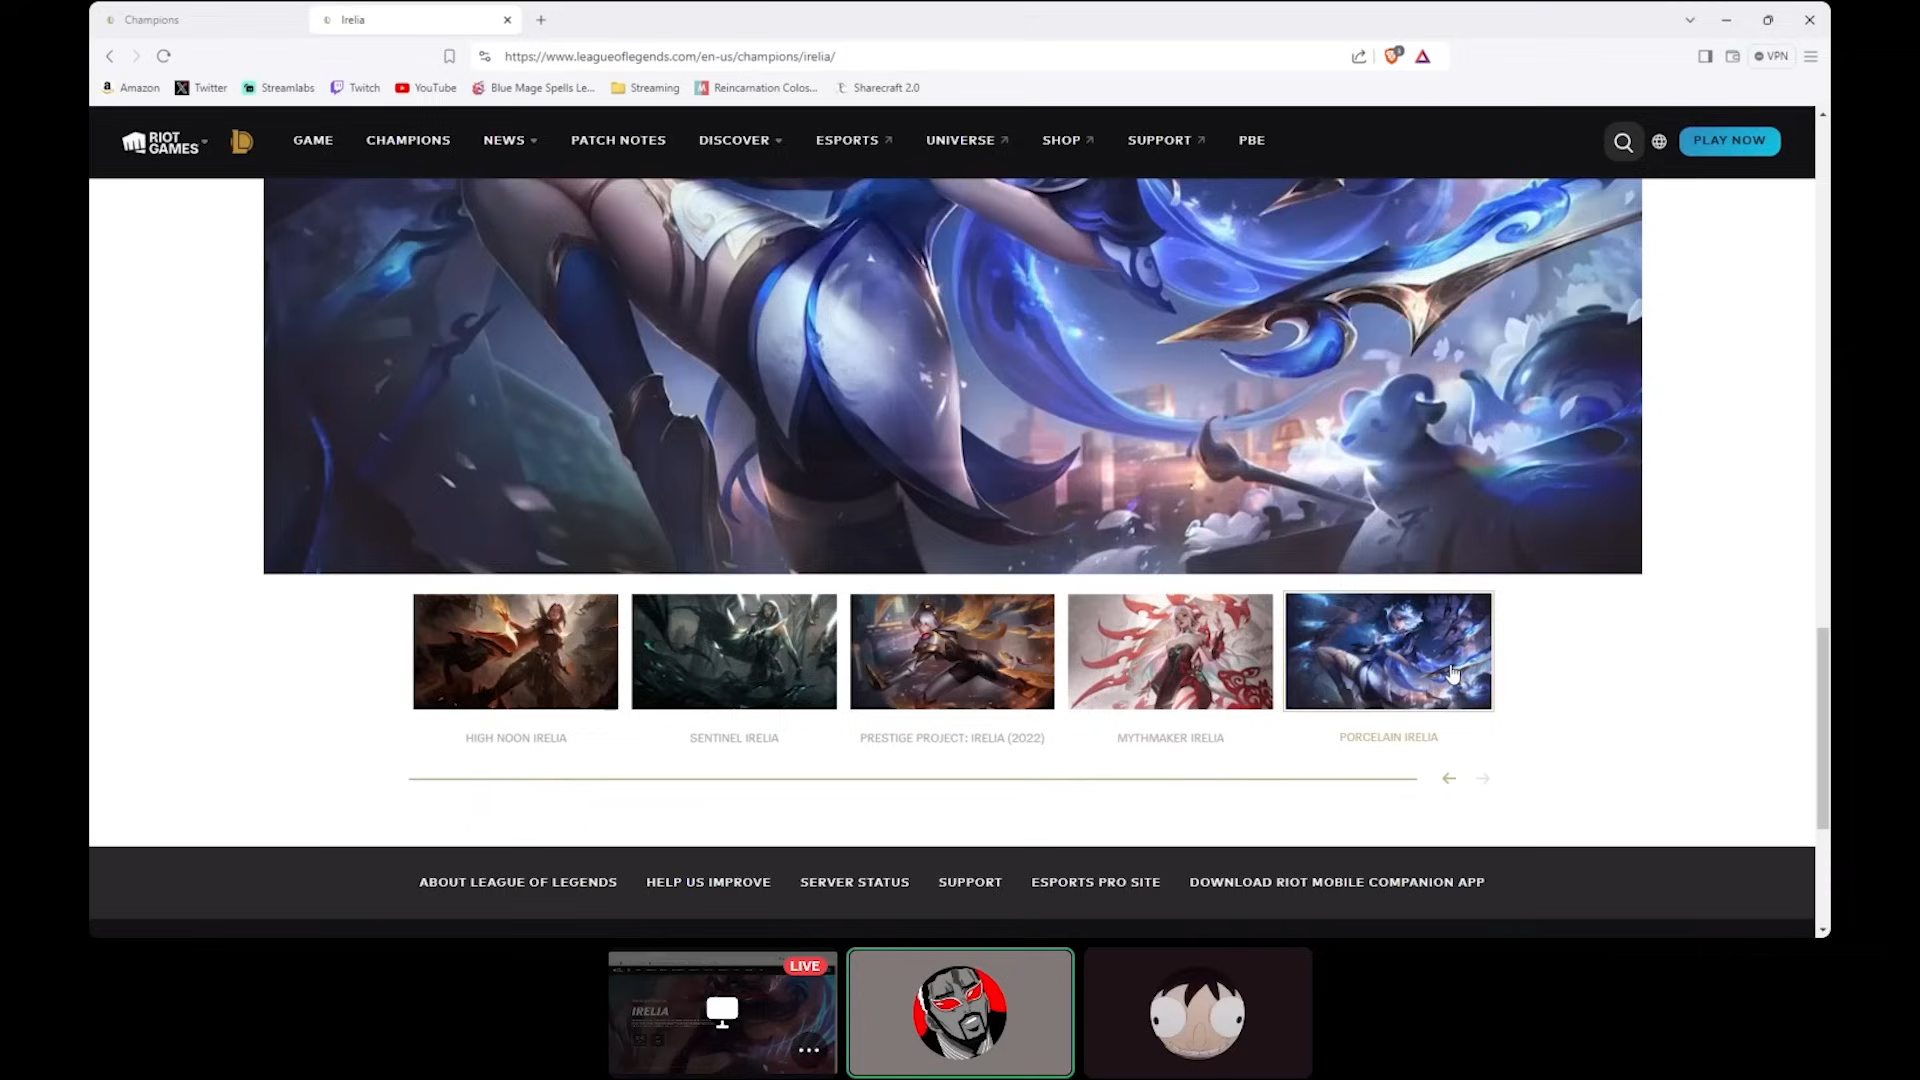 Champions
Irelia
https://www.leagueoflegends.com/en-us/champions/irelia/
VPN
Amazon
Twitter
Streamlabs
Twitch
YouTube
Blue Mage Spells Le...
Streaming
Reincarnation Colos...
Sharecraft 2.0
RIOT GAMES
GAME
CHAMPIONS
NEWS
PATCH NOTES
DISCOVER
ESPORTS
UNIVERSE
SHOP
SUPPORT
PBE
PLAY NOW
HIGH NOON IRELIA
SENTINEL IRELIA
PRESTIGE PROJECT: IRELIA (2022)
MYTHMAKER IRELIA
PORCELAIN IRELIA
ABOUT LEAGUE OF LEGENDS
HELP US IMPROVE
SERVER STATUS
SUPPORT
ESPORTS PRO SITE
DOWNLOAD RIOT MOBILE COMPANION APP
LIVE
IRELIA